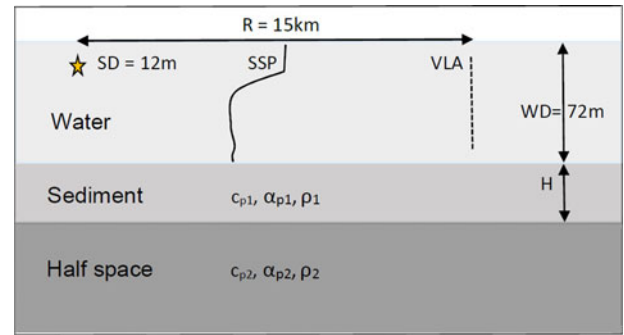 R = 15km
SD = 12m SSP VLA
WD= 72m
Water
H
Sediment cₚ₁, αₚ₁, ρ₁
Half space cₚ₂, αₚ₂, ρ₂